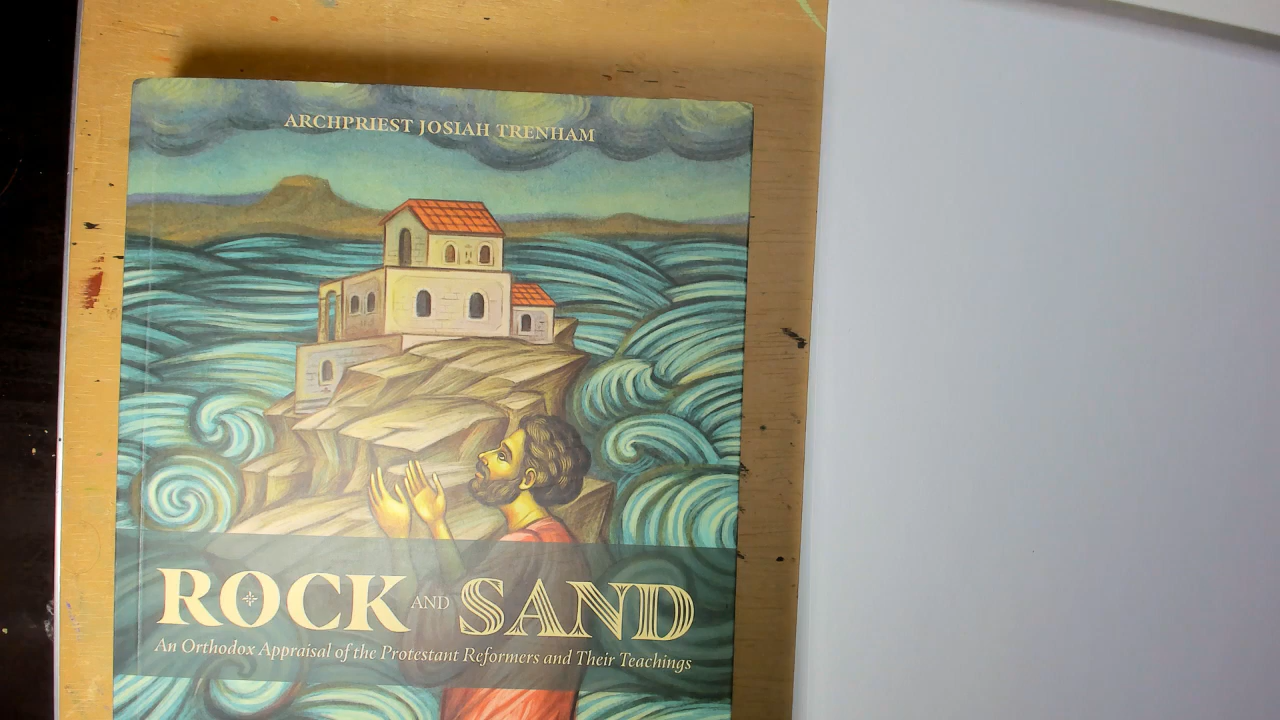 ARCHPRIEST JOSIAH TRENHAM
ROCK AND SAND
An Orthodox Appraisal of the Protestant Reformers and Their Teachings